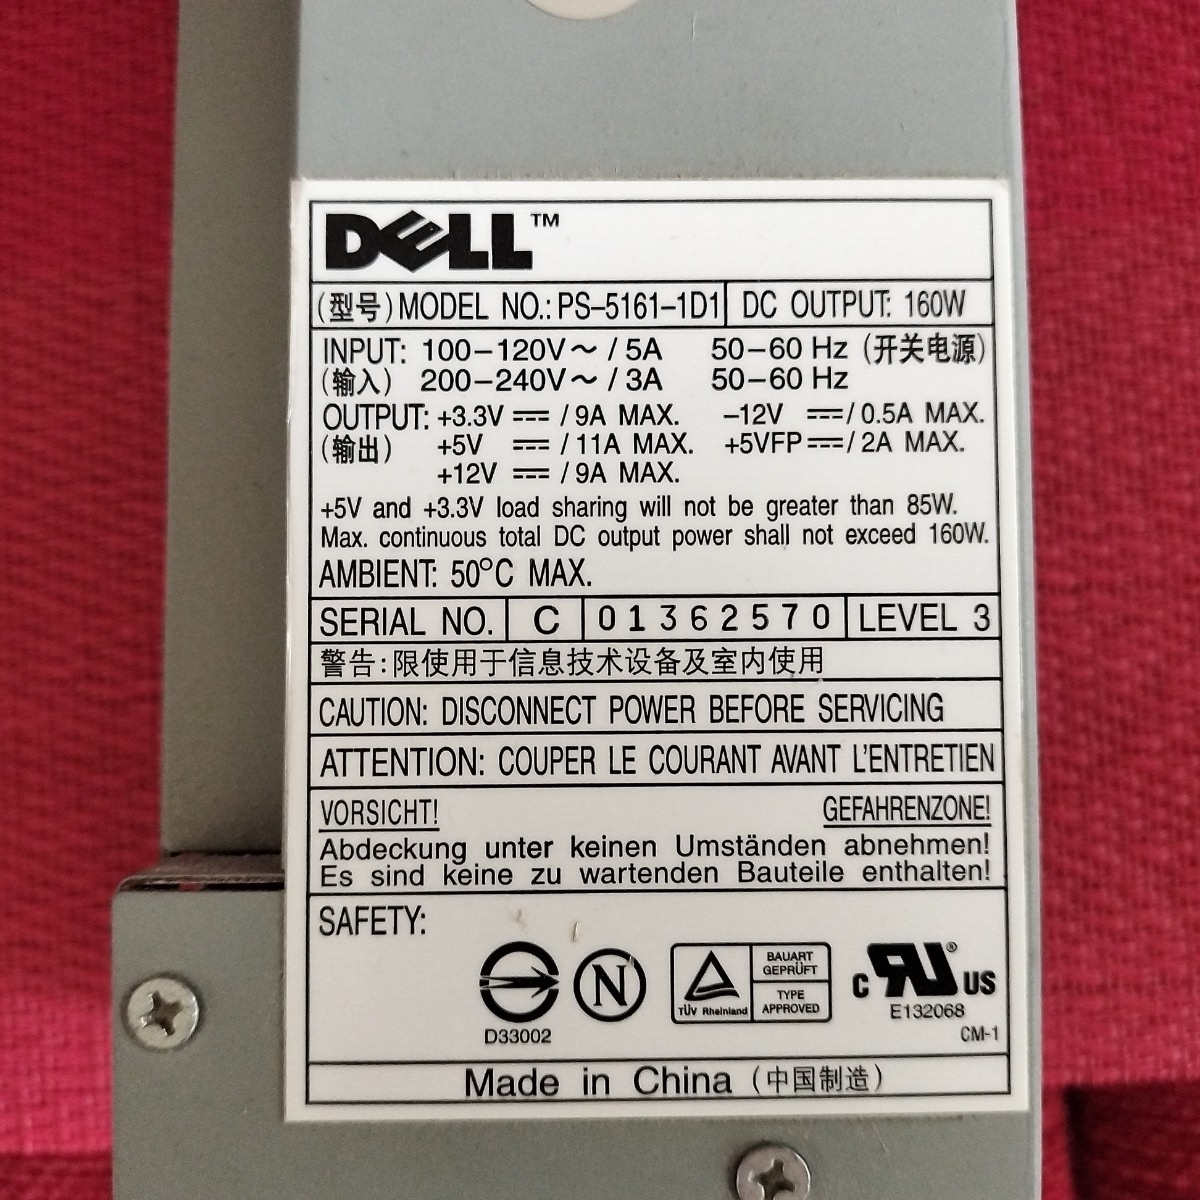 DELL™
(型号)MODEL NO.: PS-5161-1D1 DC OUTPUT: 160W
INPUT: 100-120V~ / 5A 50-60 Hz (开关电源)
(输入) 200-240V~ / 3A 50-60 Hz
OUTPUT: +3.3V ⎓ / 9A MAX. -12V ⎓ / 0.5A MAX.
(输出) +5V ⎓ / 11A MAX. +5VFP ⎓ / 2A MAX.
+12V ⎓ / 9A MAX.
+5V and +3.3V load sharing will not be greater than 85W.
Max. continuous total DC output power shall not exceed 160W.
AMBIENT: 50°C MAX.
SERIAL NO. C 01362570 LEVEL 3
警告:限使用于信息技术设备及室内使用
CAUTION: DISCONNECT POWER BEFORE SERVICING
ATTENTION: COUPER LE COURANT AVANT L'ENTRETIEN
VORSICHT! GEFAHRENZONE!
Abdeckung unter keinen Umständen abnehmen!
Es sind keine zu wartenden Bauteile enthalten!
SAFETY:
D33002
N
TÜV Rheinland
BAUART
GEPRÜFT
TYPE
APPROVED
C RU® US
E132068
CM-1
Made in China (中国制造)